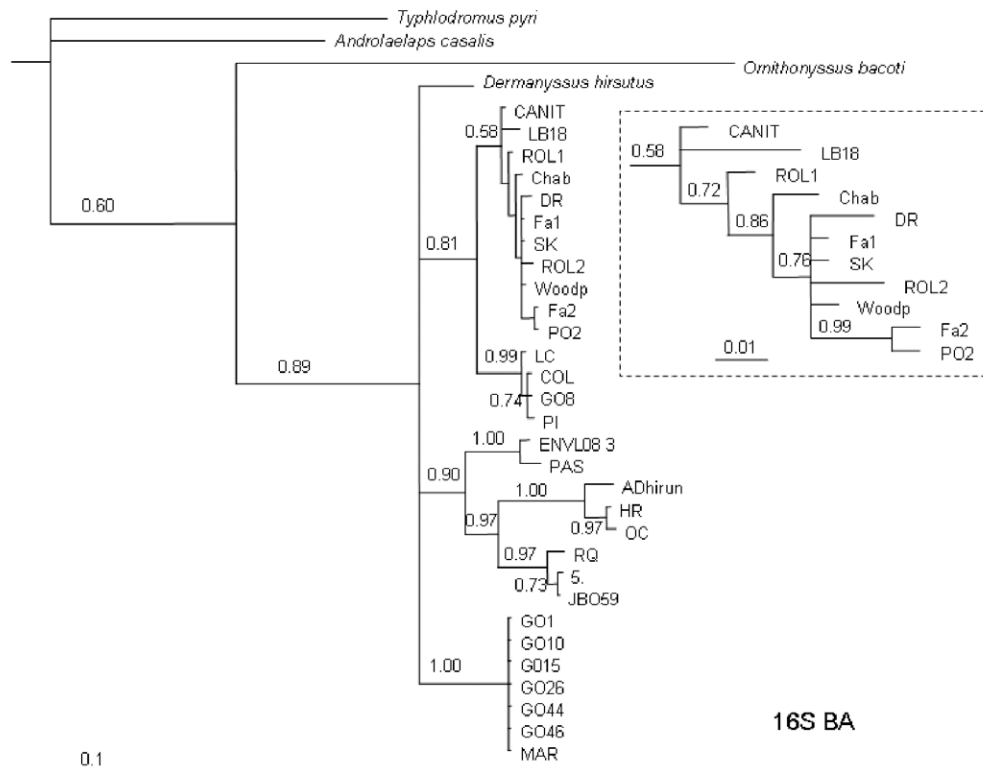 Typhlodromus pyri
Androlaelaps casalis
Ornithonyssus bacoti
Dermanyssus hirsutus
CANIT
0.58
LB18
ROL1
Chab
DR
0.60
Fa1
0.81
SK
ROL2
Woodp
Fa2
PO2
0.99
LC
0.89
COL
0.74
GO8
PI
1.00
ENVL08 3
0.90
PAS
1.00
ADhirun
HR
0.97
0.97
OC
0.97
RQ
0.73
5.
JBO59
GO1
GO10
1.00
G015
GO26
GO44
GO46
MAR
0.1
0.58
CANIT
LB18
0.72
ROL1
0.86
Chab
DR
Fa1
0.76
SK
ROL2
Woodp
0.99
Fa2
0.01
PO2
16S BA